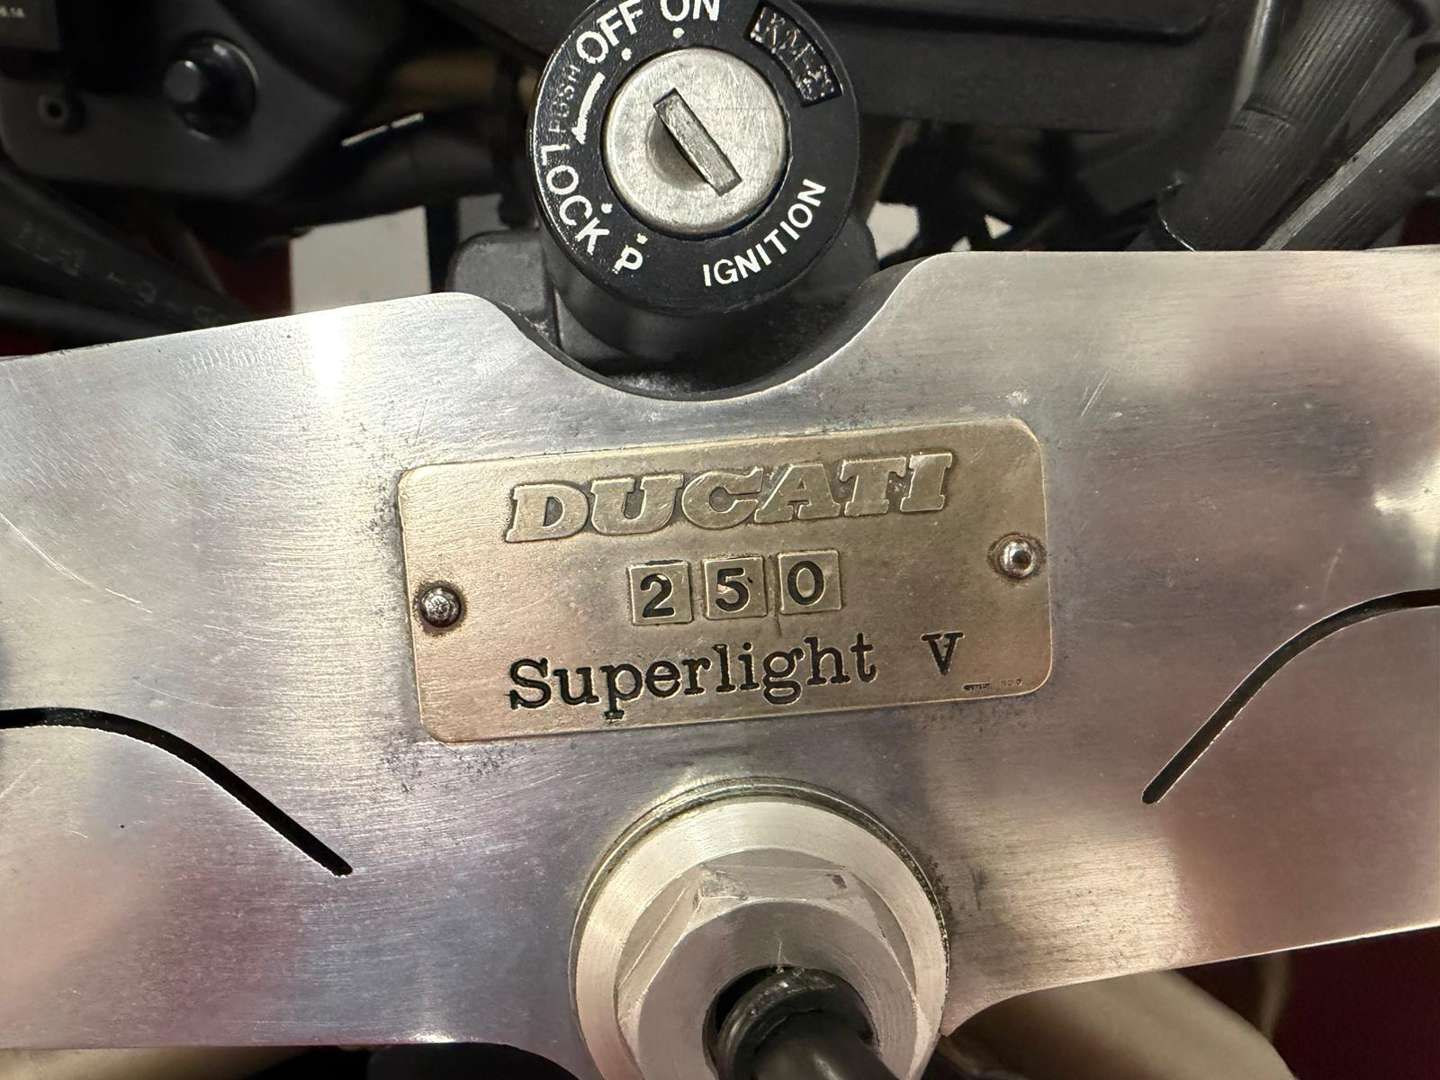 OFF ON
PUSH
LOCK
P
IGNITION
DUCATI
250
Superlight V